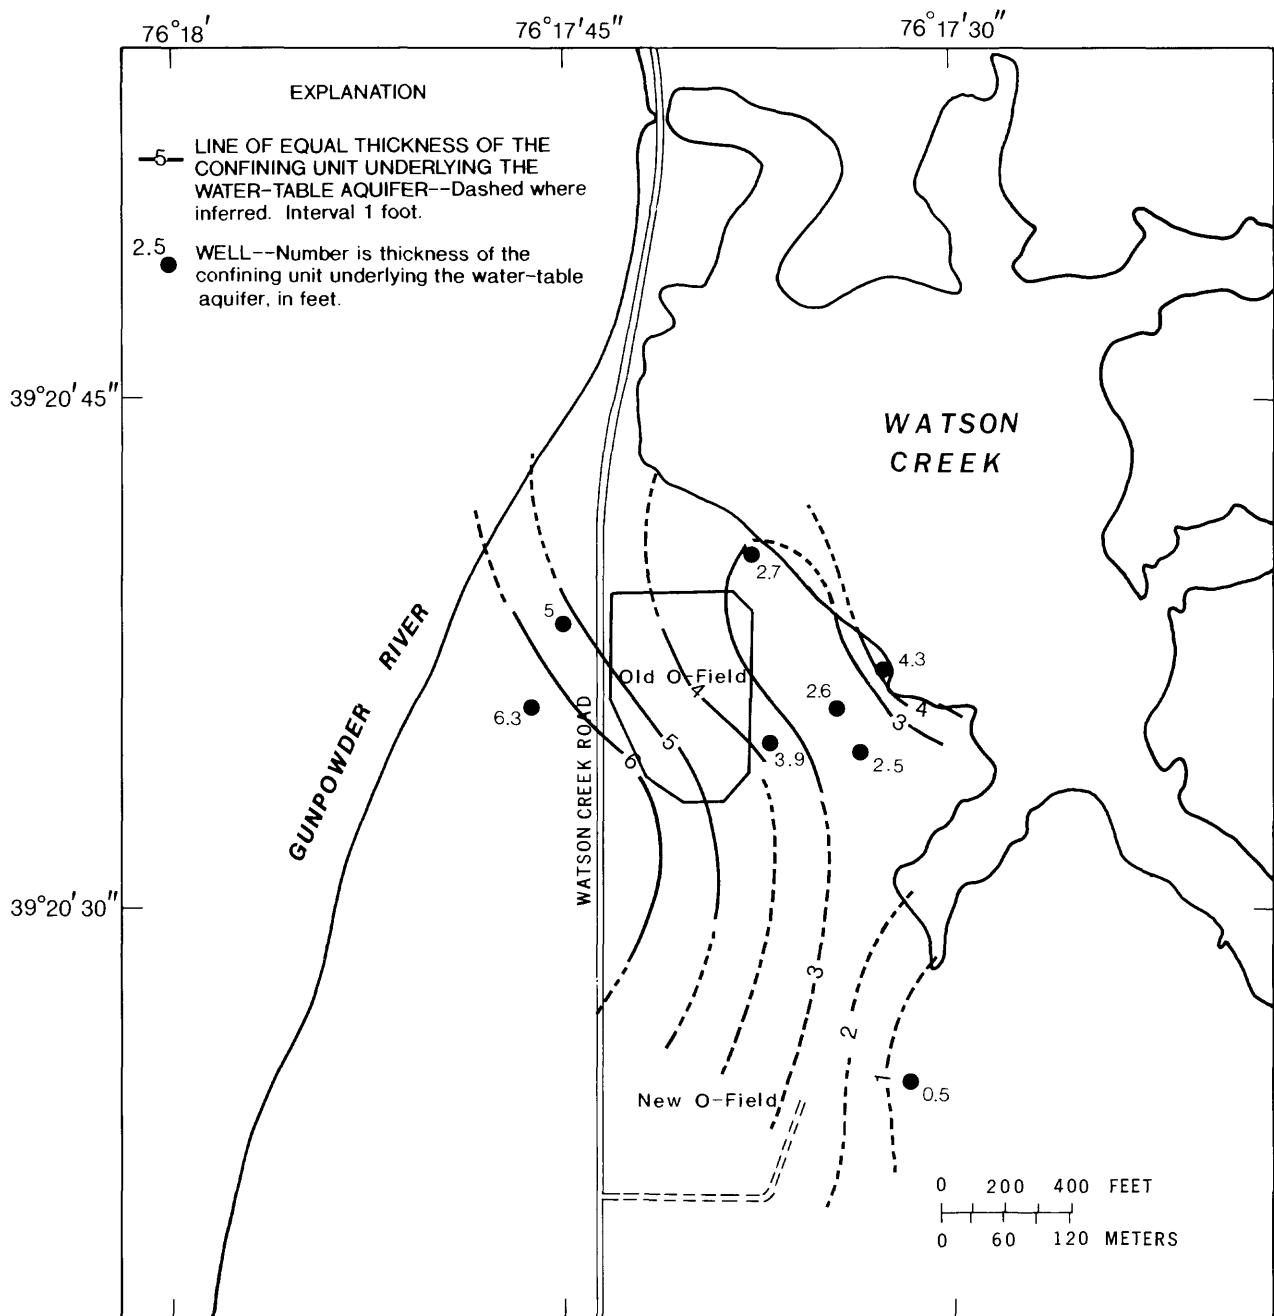 76°18'
76°17'45"
76°17'30"
EXPLANATION
5
LINE OF EQUAL THICKNESS OF THE
CONFINING UNIT UNDERLYING THE
WATER-TABLE AQUIFER--Dashed where
inferred. Interval 1 foot.
2.5
WELL--Number is thickness of the
confining unit underlying the water-table
aquifer, in feet.
39°20'45"
WATSON
CREEK
GUNPOWDER RIVER
2.7
5
4.3
Old O-Field
4
2.6
6.3
4
3
5
3.9
2.5
6
WATSON CREEK ROAD
39°20'30"
3
2
1
0.5
New O-Field
0 200 400 FEET
0 60 120 METERS